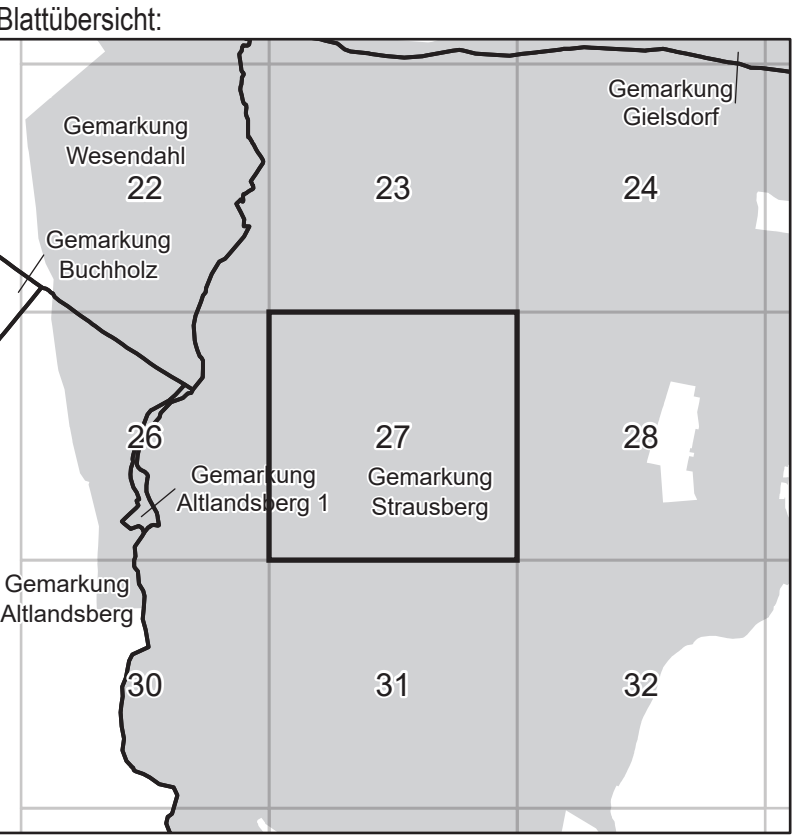 Blattübersicht:
Gemarkung
Gielsdorf
Gemarkung
Wesendahl
22
23
24
Gemarkung
Buchholz
26
27
28
Gemarkung
Altlandsberg 1
Gemarkung
Strausberg
Gemarkung
Altlandsberg
30
31
32